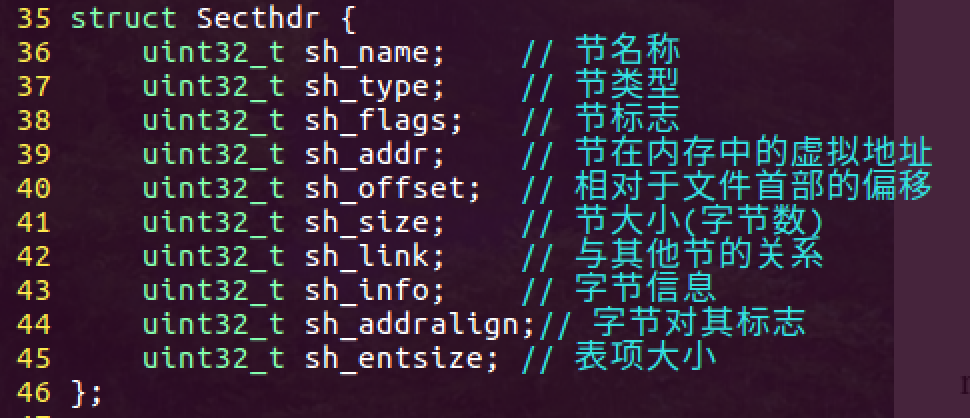 35 struct Secthdr {
36     uint32_t sh_name;    // 节名称
37     uint32_t sh_type;    // 节类型
38     uint32_t sh_flags;   // 节标志
39     uint32_t sh_addr;    // 节在内存中的虚拟地址
40     uint32_t sh_offset;  // 相对于文件首部的偏移
41     uint32_t sh_size;    // 节大小(字节数)
42     uint32_t sh_link;    // 与其他节的关系
43     uint32_t sh_info;    // 字节信息
44     uint32_t sh_addralign;// 字节对其标志
45     uint32_t sh_entsize; // 表项大小
46 };